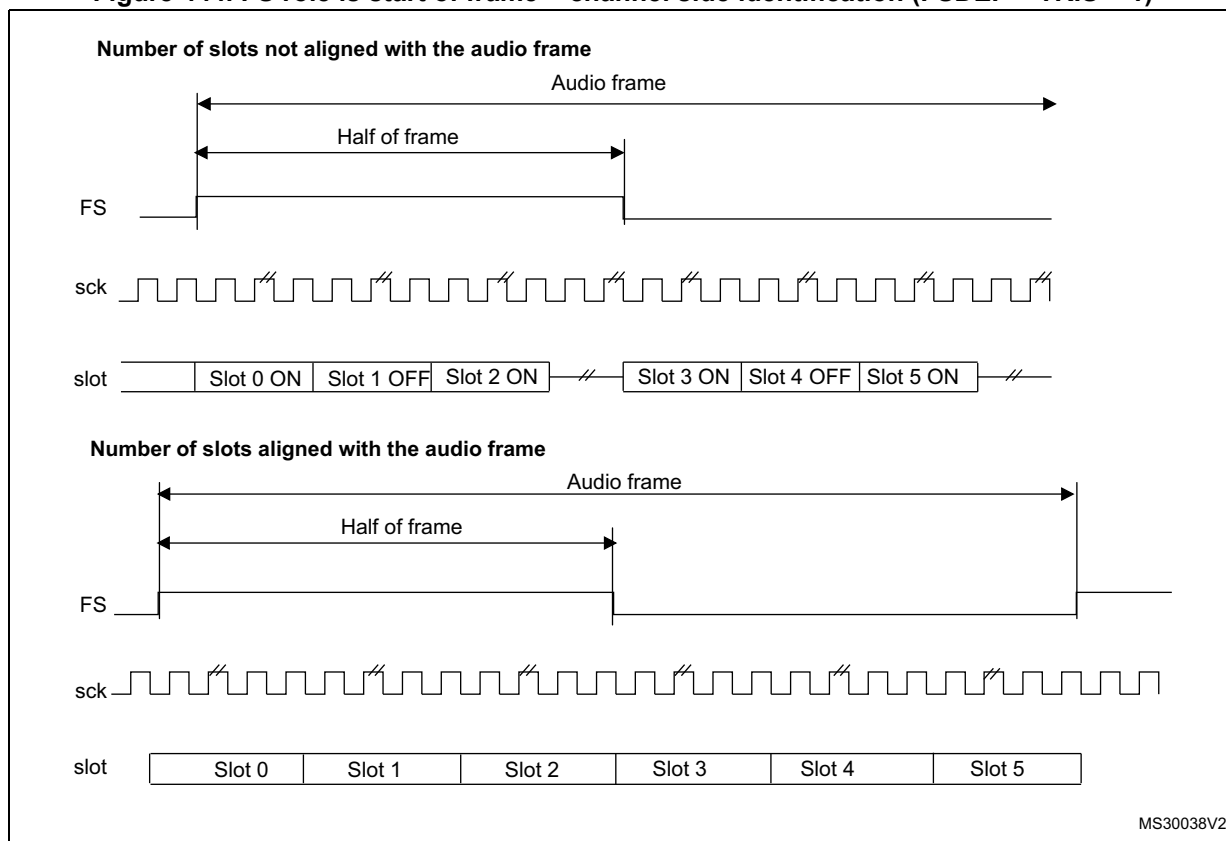 Number of slots not aligned with the audio frame
Audio frame
Half of frame
FS
sck
slot
Slot 0 ON
Slot 1 OFF
Slot 2 ON
Slot 3 ON
Slot 4 OFF
Slot 5 ON
Number of slots aligned with the audio frame
Audio frame
Half of frame
FS
sck
slot
Slot 0
Slot 1
Slot 2
Slot 3
Slot 4
Slot 5
MS30038V2